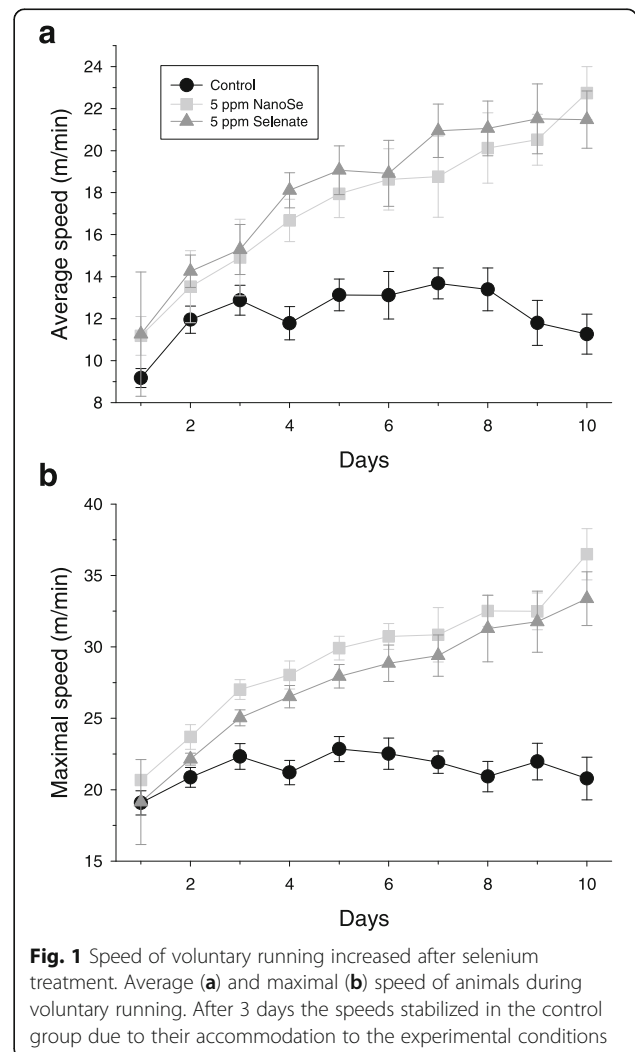 a
Control
5 ppm NanoSe
5 ppm Selenate
Average speed (m/min)
24
22
20
18
16
14
12
10
8
2
4
6
8
10
Days
b
Maximal speed (m/min)
40
35
30
25
20
15
2
4
6
8
10
Days
Fig. 1 Speed of voluntary running increased after selenium
treatment. Average (a) and maximal (b) speed of animals during
voluntary running. After 3 days the speeds stabilized in the control
group due to their accommodation to the experimental conditions